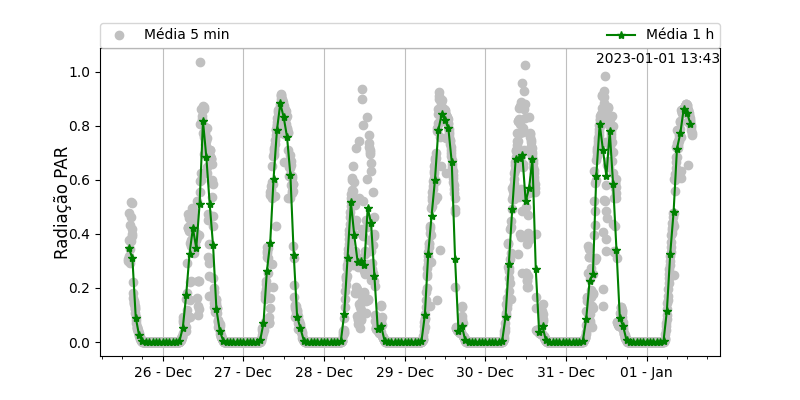 Média 5 min
Média 1 h
2023-01-01 13:43
Radiação PAR
1.0
0.8
0.6
0.4
0.2
0.0
26 - Dec
27 - Dec
28 - Dec
29 - Dec
30 - Dec
31 - Dec
01 - Jan